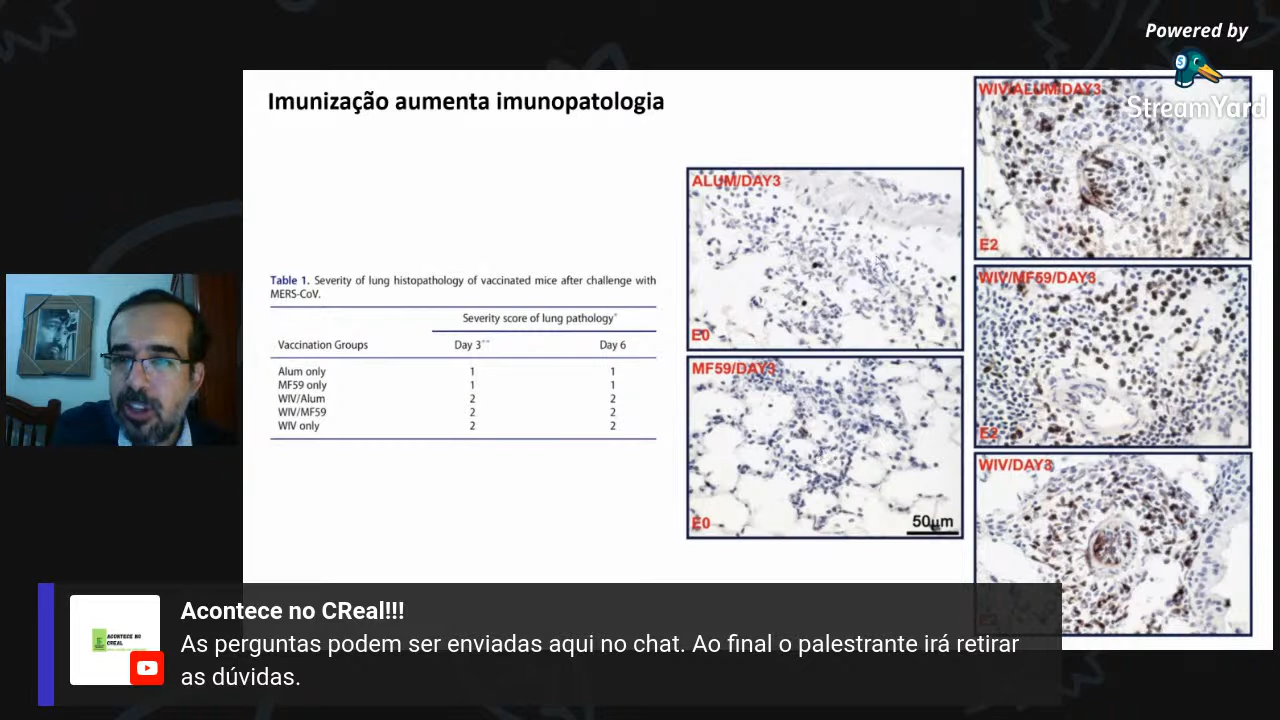 Powered by
StreamYard
Imunização aumenta imunopatologia
Table 1. Severity of lung histopathology of vaccinated mice after challenge with
MERS-CoV.
Severity score of lung pathology*
Vaccination Groups Day 3** Day 6
Alum only 1 1
MF59 only 1 1
WIV/Alum 2 2
WIV/MF59 2 2
WIV only 2 2
ALUM/DAY3
E0
MF59/DAY3
E0
50μm
WIV/ALUM/DAY3
E2
WIV/MF59/DAY3
E2
WIV/DAY3
ACONTECE NO
CREAL
Acontece no CReal!!!
As perguntas podem ser enviadas aqui no chat. Ao final o palestrante irá retirar
as dúvidas.